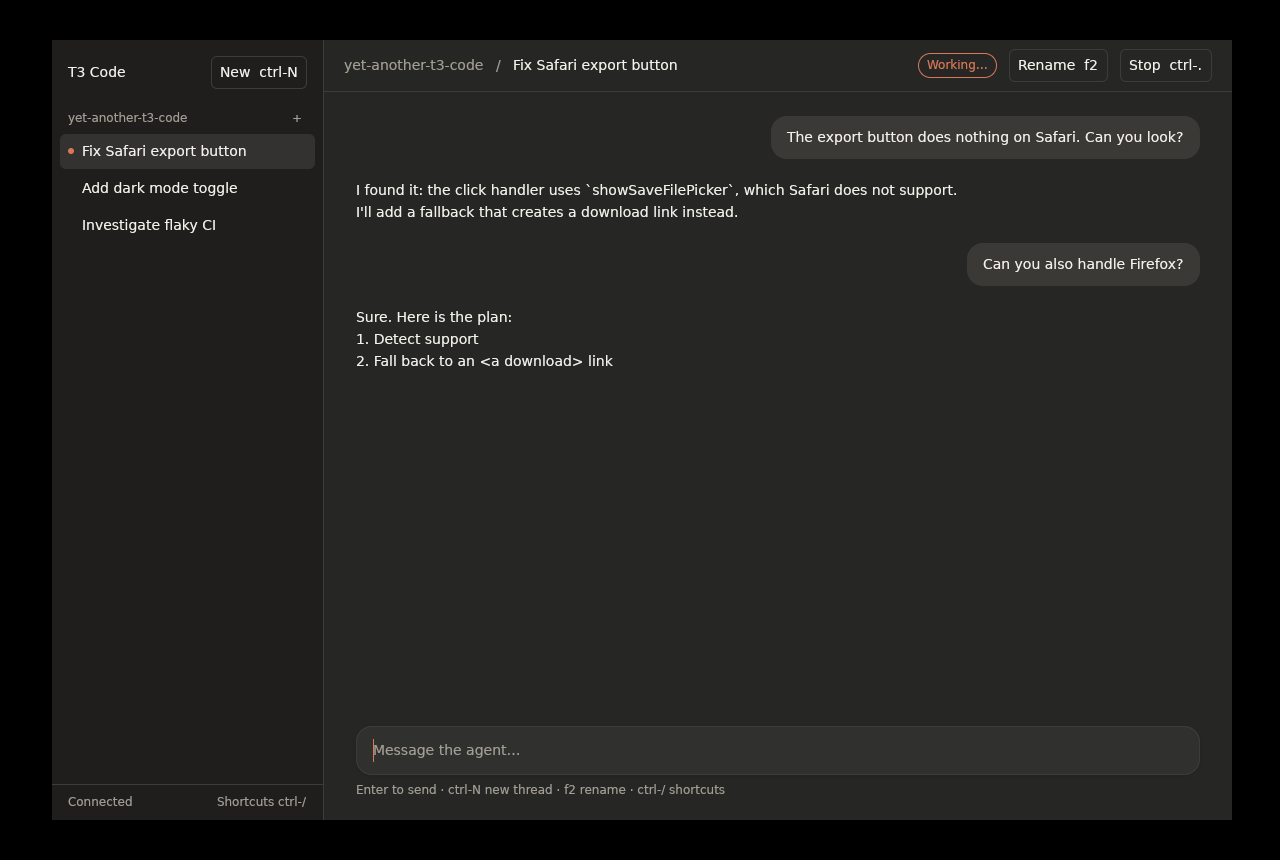 T3 Code
New ctrl-N
yet-another-t3-code +
Fix Safari export button
Add dark mode toggle
Investigate flaky CI
Connected
Shortcuts ctrl-/
yet-another-t3-code / Fix Safari export button
Working…
Rename f2
Stop ctrl-.
The export button does nothing on Safari. Can you look?
I found it: the click handler uses `showSaveFilePicker`, which Safari does not support.
I'll add a fallback that creates a download link instead.
Can you also handle Firefox?
Sure. Here is the plan:
1. Detect support
2. Fall back to an <a download> link
Message the agent…
Enter to send · ctrl-N new thread · f2 rename · ctrl-/ shortcuts